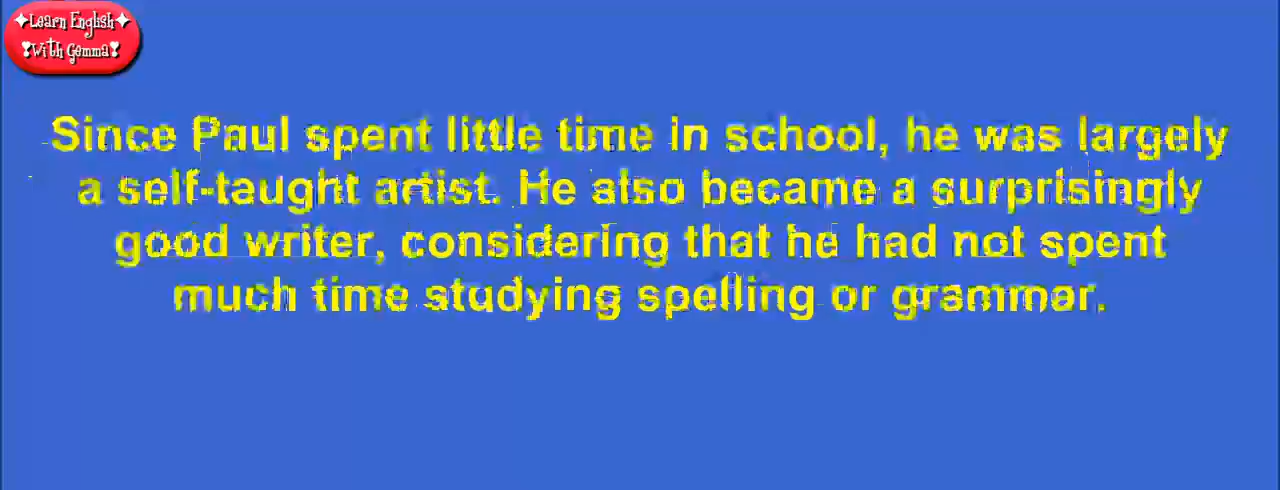 Learn English
With Gemma
Since Paul spent little time in school, he was largely
a self-taught artist. He also became a surprisingly
good writer, considering that he had not spent
much time studying spelling or grammar.